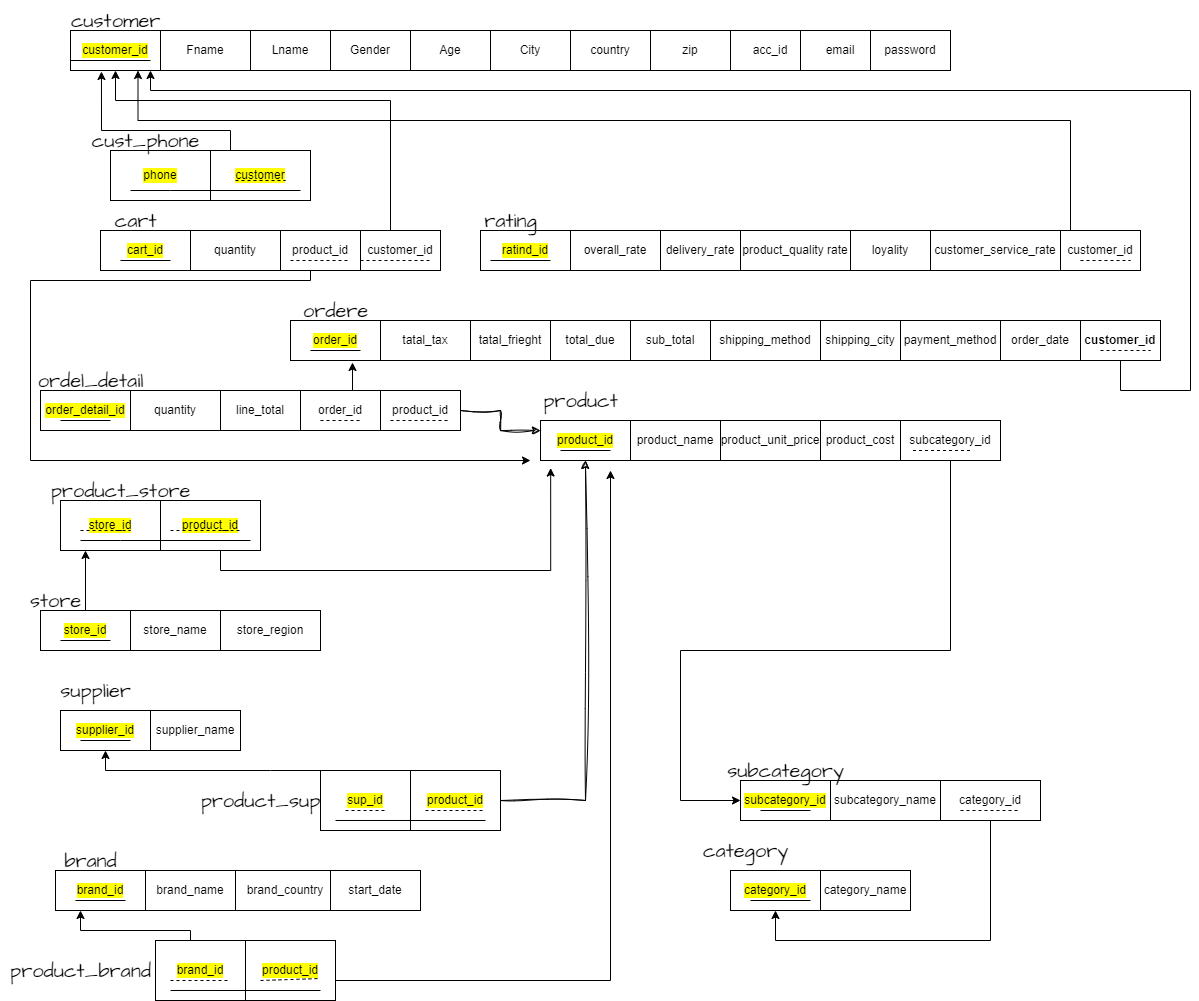 customer
customer_id Fname Lname Gender Age City country zip acc_id email password
cust_phone
phone customer
cart
cart_id quantity product_id customer_id
rating
ratind_id overall_rate delivery_rate product_quality rate loyality customer_service_rate customer_id
ordere
order_id tatal_tax tatal_frieght total_due sub_total shipping_method shipping_city payment_method order_date customer_id
ordel_detail
order_detail_id quantity line_total order_id product_id
product
product_id product_name product_unit_price product_cost subcategory_id
product_store
store_id product_id
store
store_id store_name store_region
supplier
supplier_id supplier_name
product_sup
sup_id product_id
subcategory
subcategory_id subcategory_name category_id
brand
brand_id brand_name brand_country start_date
category
category_id category_name
product_brand
brand_id product_id